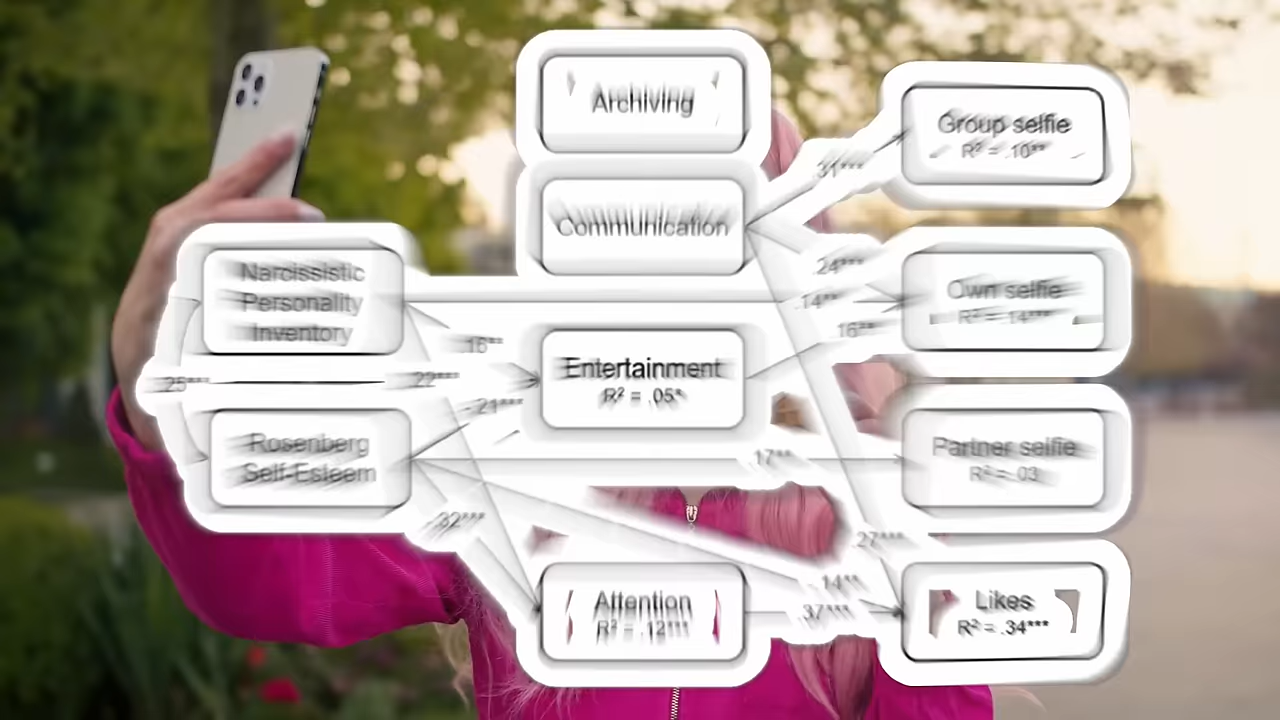 Archiving
Group selfie
R² = .10**
.31***
Communication
.24***
Narcissistic
Personality
Inventory
.14**
Own selfie
R² = .14***
.16**
.16**
Entertainment
R² = .05*
.25***
.22***
-.21***
Rosenberg
Self-Esteem
.17**
Partner selfie
R² = .03
-.32***
.27***
.14**
Attention
Likes
R² = .34***
.37***